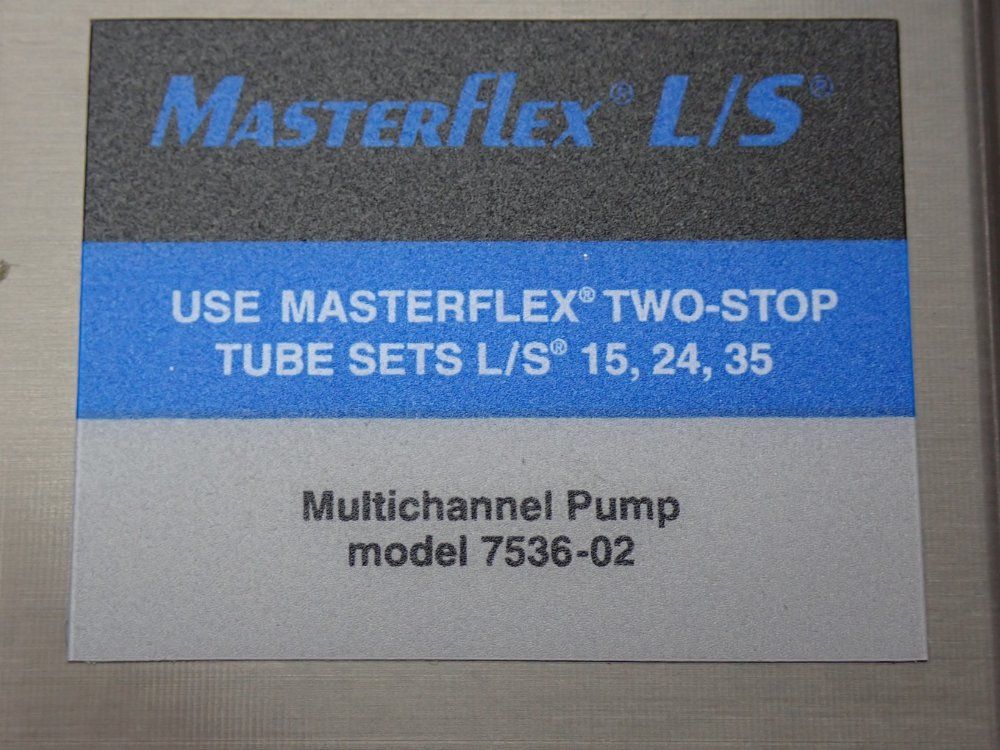 MASTERFLEX® L/S®
USE MASTERFLEX® TWO-STOP
TUBE SETS L/S® 15, 24, 35
Multichannel Pump
model 7536-02